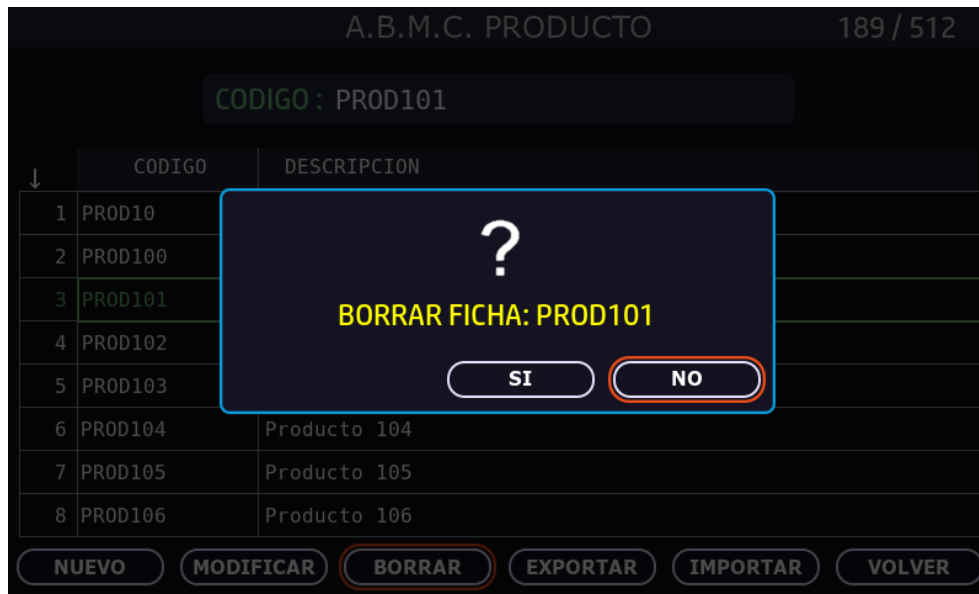 A.B.M.C. PRODUCTO 189 / 512
CODIGO : PROD101
↓ CODIGO DESCRIPCION
1 PROD10
2 PROD100
3 PROD101
4 PROD102
5 PROD103
6 PROD104 Producto 104
7 PROD105 Producto 105
8 PROD106 Producto 106
?
BORRAR FICHA: PROD101
SI NO
NUEVO MODIFICAR BORRAR EXPORTAR IMPORTAR VOLVER